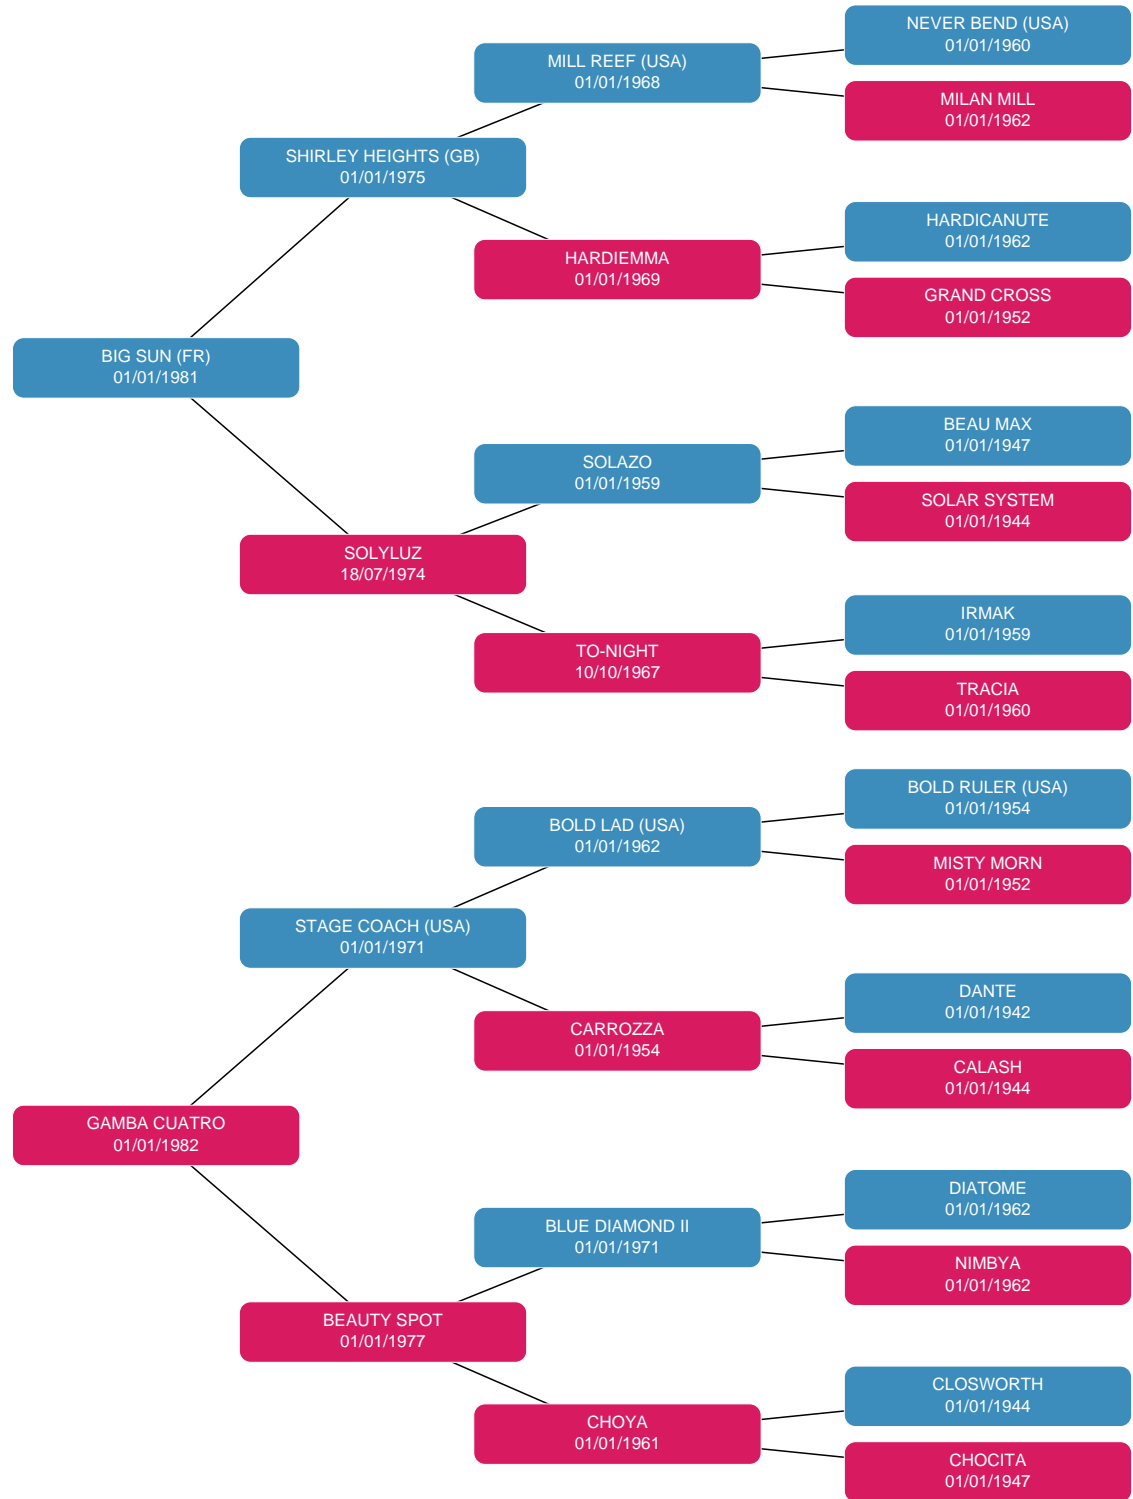 NEVER BEND (USA)
01/01/1960
MILL REEF (USA)
01/01/1968
MILAN MILL
01/01/1962
SHIRLEY HEIGHTS (GB)
01/01/1975
HARDICANUTE
01/01/1962
HARDIEMMA
01/01/1969
GRAND CROSS
01/01/1952
BIG SUN (FR)
01/01/1981
BEAU MAX
01/01/1947
SOLAZO
01/01/1959
SOLAR SYSTEM
01/01/1944
SOLYLUZ
18/07/1974
IRMAK
01/01/1959
TO-NIGHT
10/10/1967
TRACIA
01/01/1960
BOLD RULER (USA)
01/01/1954
BOLD LAD (USA)
01/01/1962
MISTY MORN
01/01/1952
STAGE COACH (USA)
01/01/1971
DANTE
01/01/1942
CARROZZA
01/01/1954
CALASH
01/01/1944
GAMBA CUATRO
01/01/1982
DIATOME
01/01/1962
BLUE DIAMOND II
01/01/1971
NIMBYA
01/01/1962
BEAUTY SPOT
01/01/1977
CLOSWORTH
01/01/1944
CHOYA
01/01/1961
CHOCITA
01/01/1947